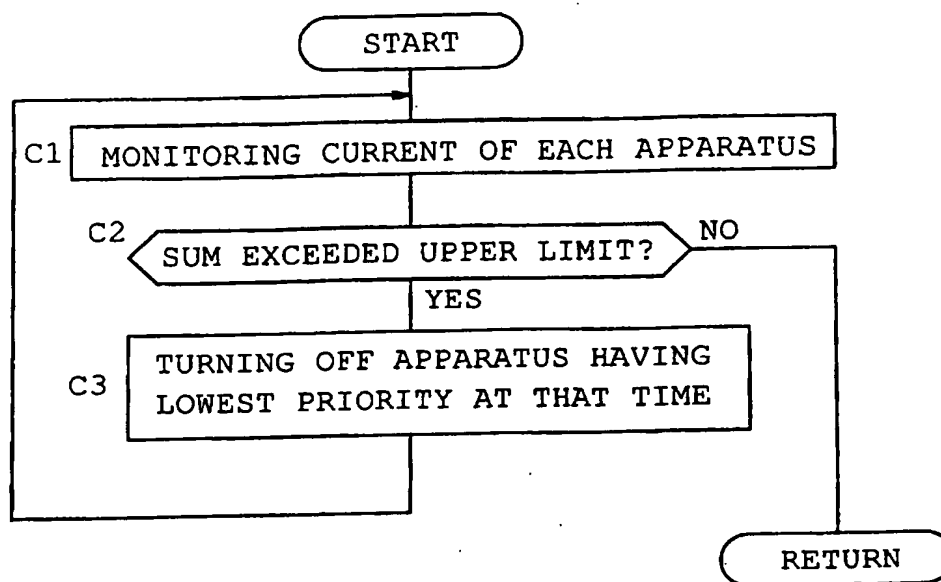 START
C1
MONITORING CURRENT OF EACH APPARATUS
C2
SUM EXCEEDED UPPER LIMIT?
NO
YES
C3
TURNING OFF APPARATUS HAVING
LOWEST PRIORITY AT THAT TIME
RETURN